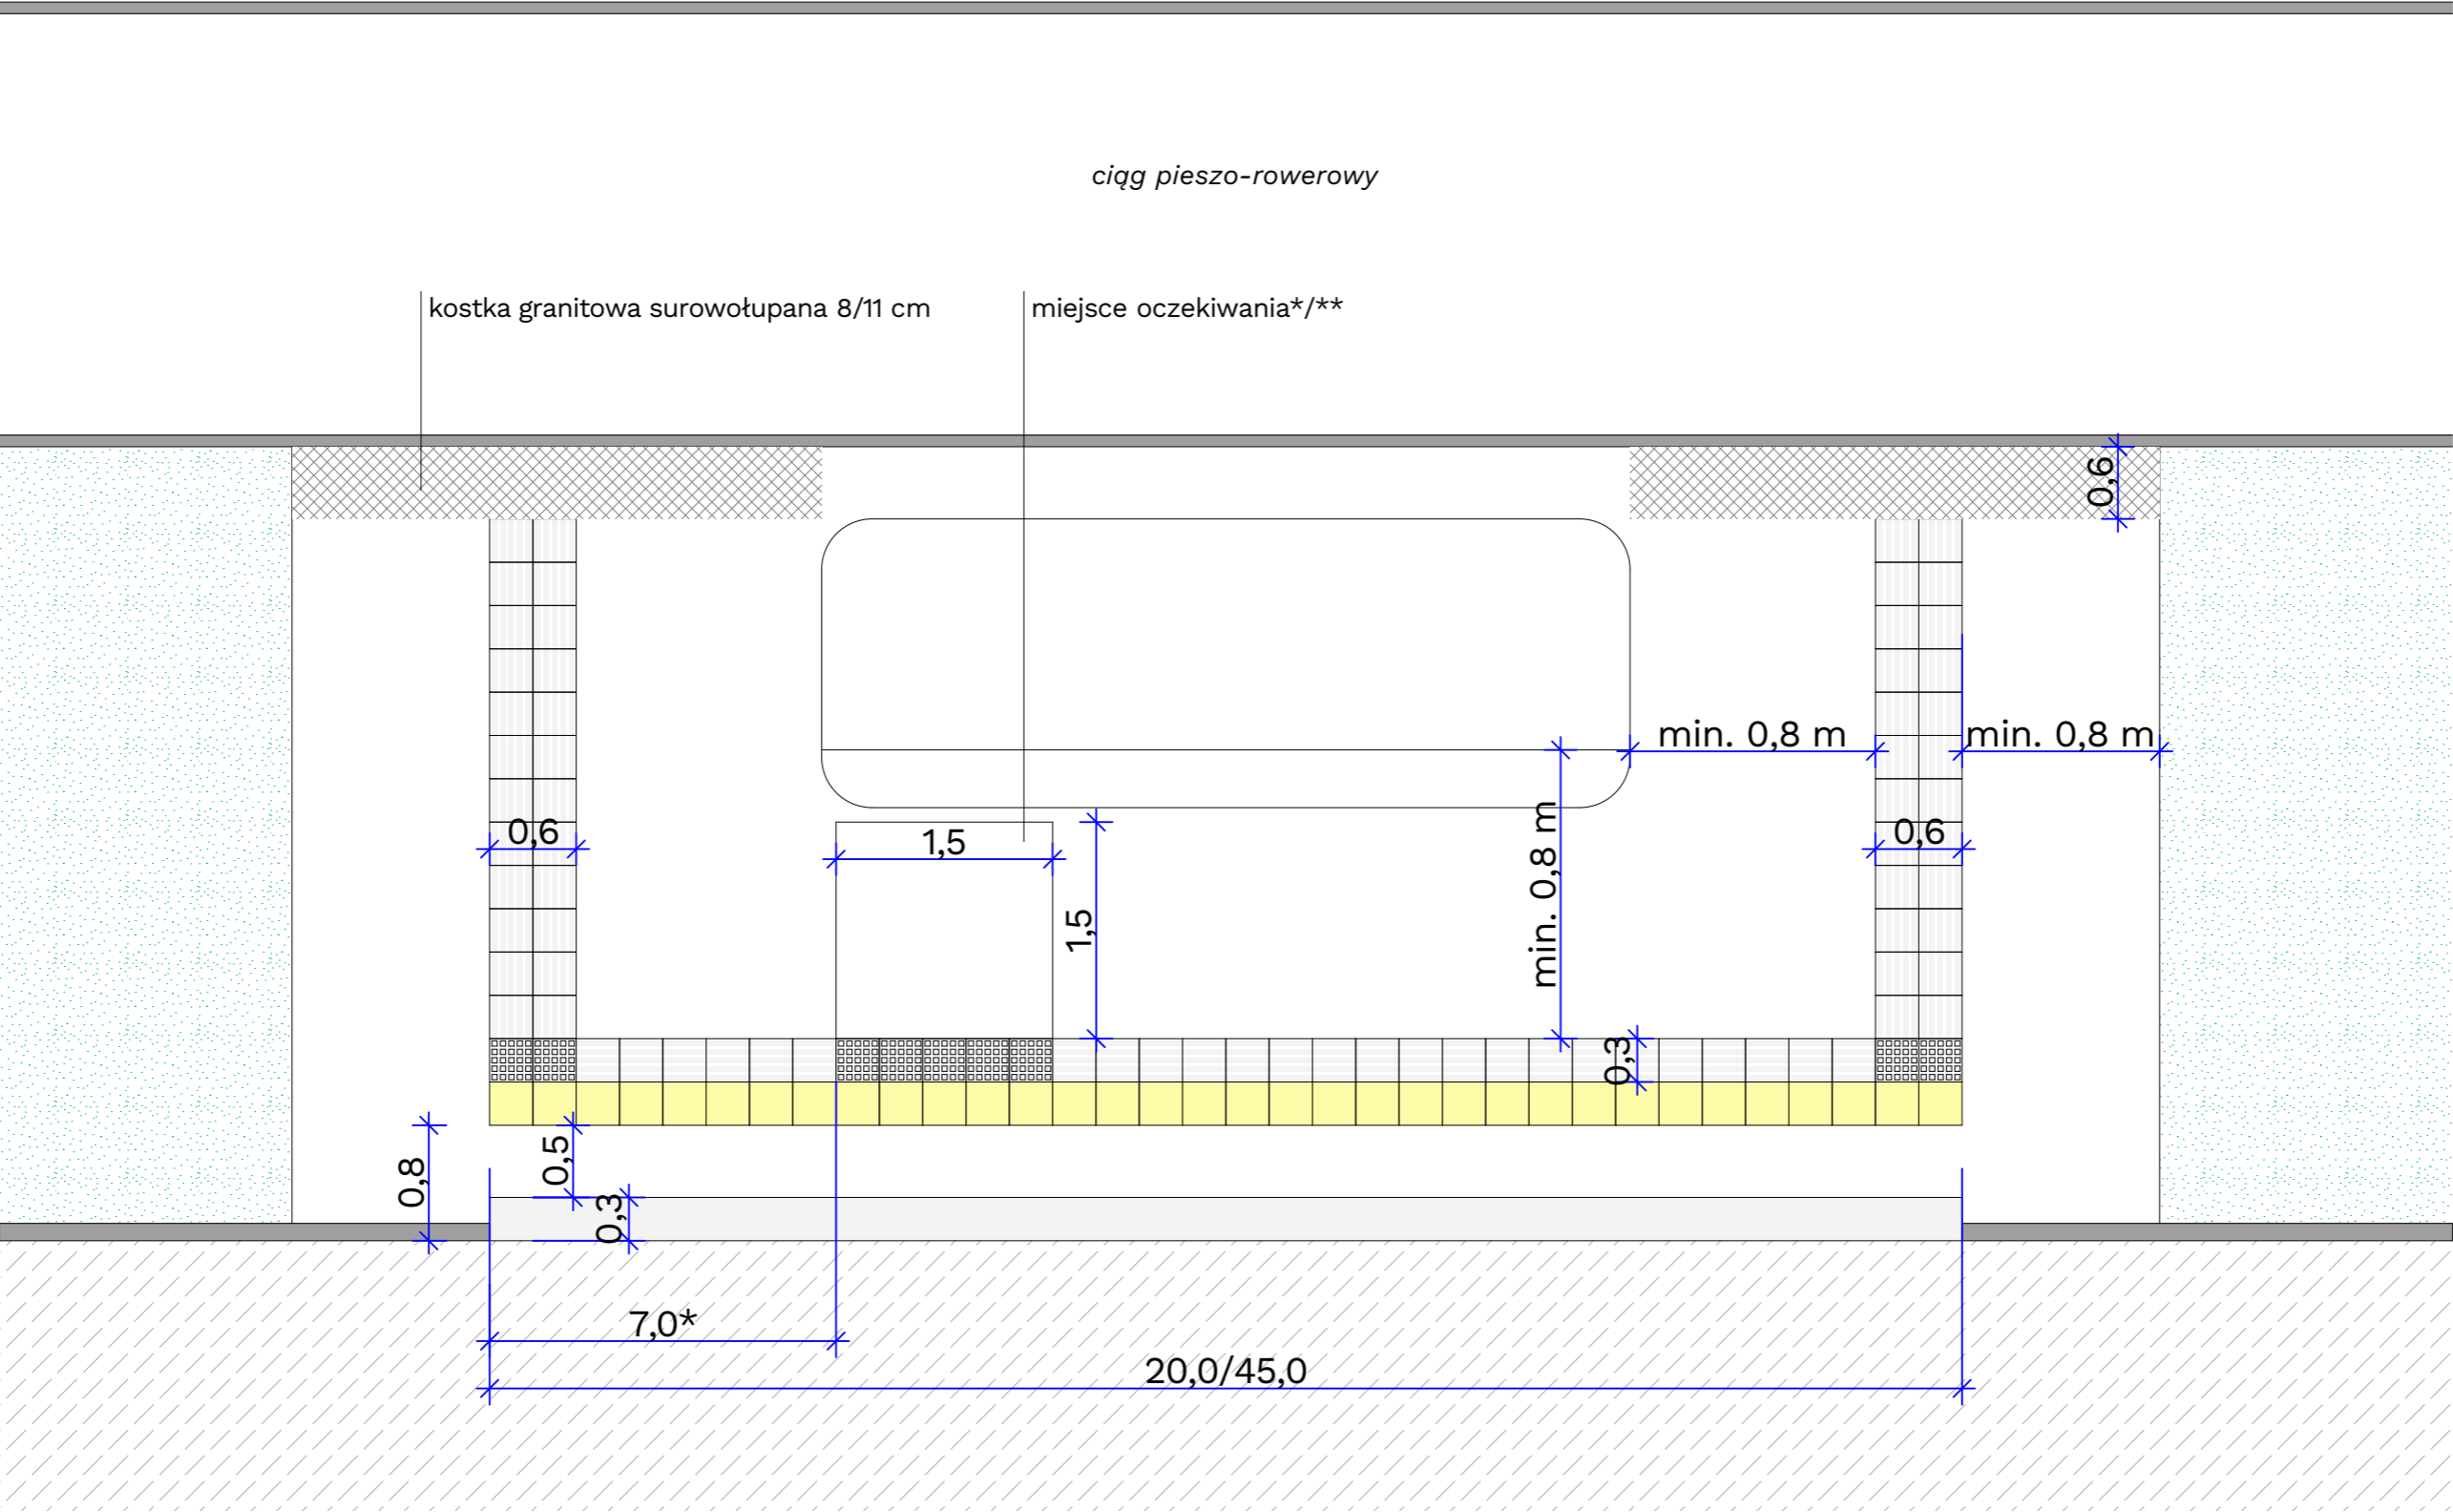 ciąg pieszo-rowerowy
kostka granitowa surowołupana 8/11 cm
miejsce oczekiwania*/**
0,6
min. 0,8 m
min. 0,8 m
0,6
1,5
0,6
min. 0,8 m
1,5
0,3
0,5
0,8
0,3
7,0*
20,0/45,0